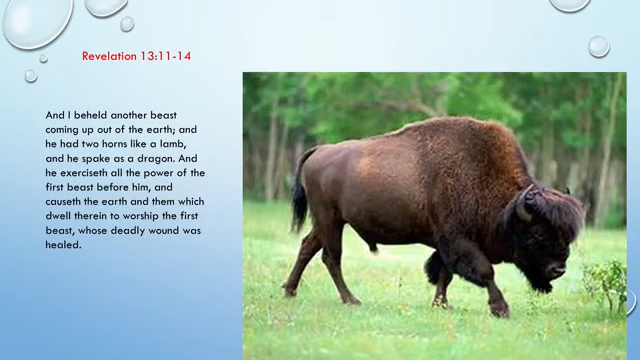 Revelation 13:11-14
And I beheld another beast
coming up out of the earth; and
he had two horns like a lamb,
and he spake as a dragon. And
he exerciseth all the power of the
first beast before him, and
causeth the earth and them which
dwell therein to worship the first
beast, whose deadly wound was
healed.